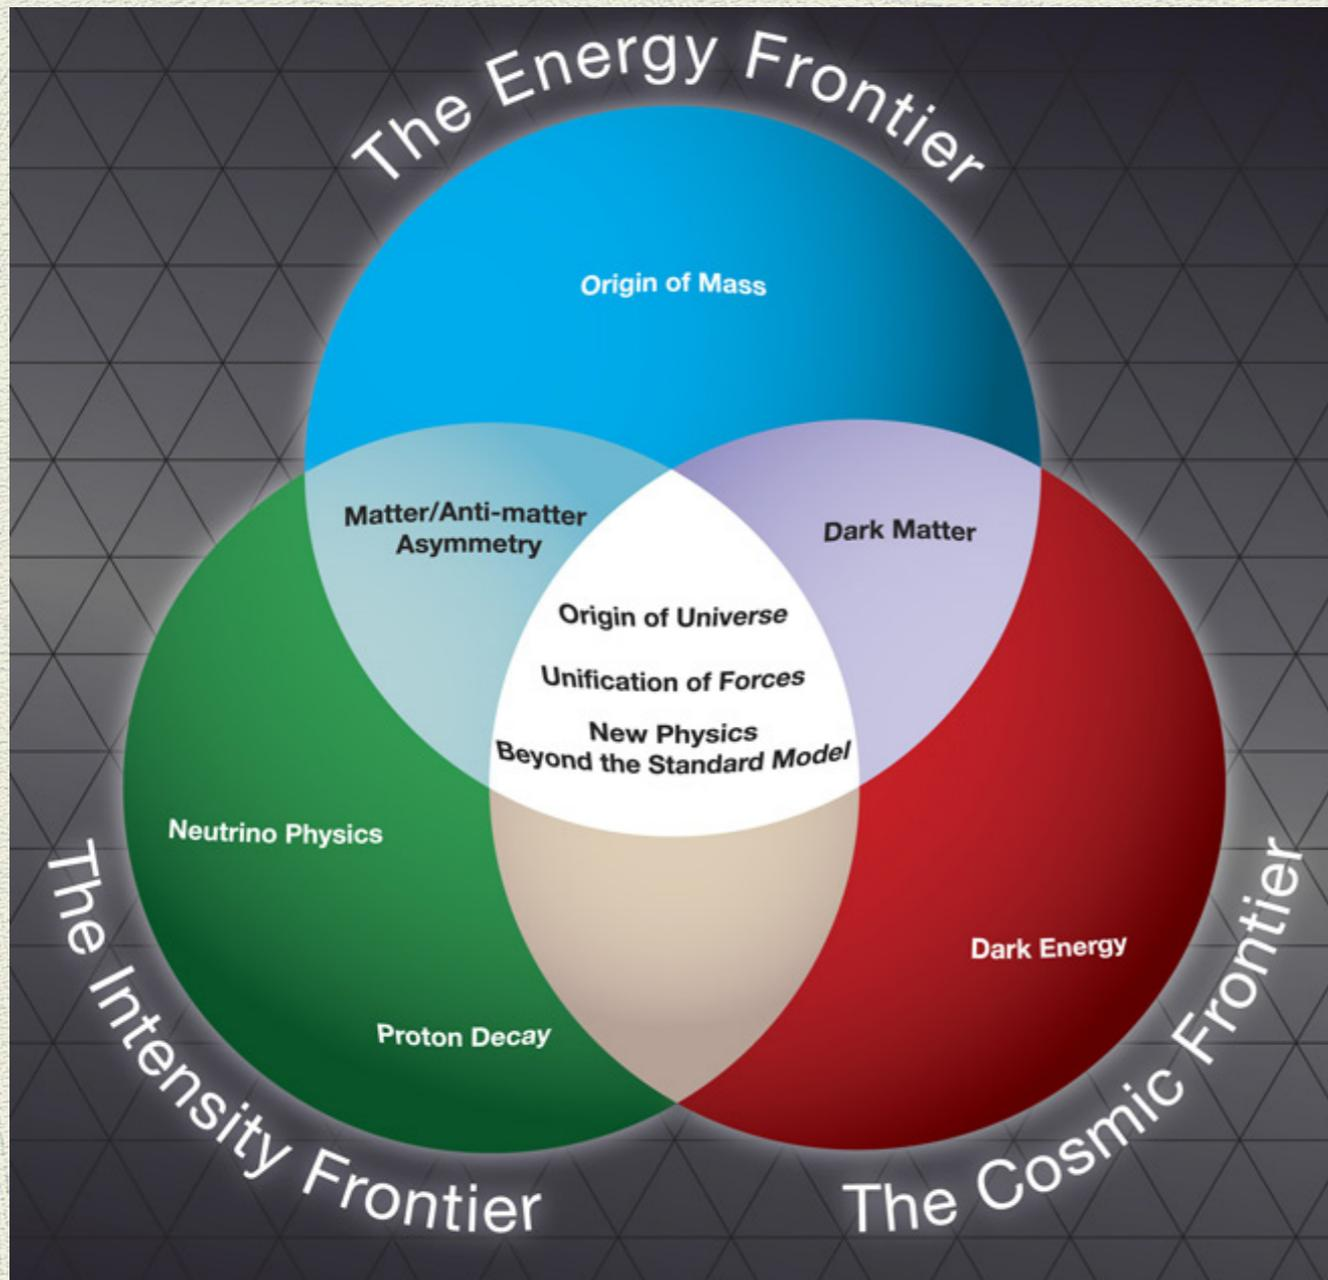 The Energy Frontier
Origin of Mass
Matter/Anti-matter
Asymmetry
Dark Matter
Origin of Universe
Unification of Forces
New Physics
Beyond the Standard Model
Neutrino Physics
Dark Energy
Proton Decay
The Intensity Frontier
The Cosmic Frontier